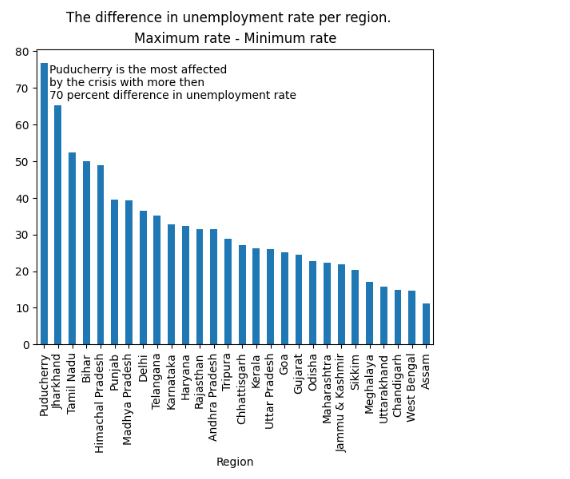 The difference in unemployment rate per region.
Maximum rate - Minimum rate
80
70
60
50
40
30
20
10
0
Puducherry is the most affected
by the crisis with more then
70 percent difference in unemployment rate
Puducherry
Jharkhand
Tamil Nadu
Bihar
Himachal Pradesh
Punjab
Madhya Pradesh
Delhi
Telangana
Karnataka
Haryana
Rajasthan
Andhra Pradesh
Tripura
Chhattisgarh
Kerala
Uttar Pradesh
Goa
Gujarat
Odisha
Maharashtra
Jammu & Kashmir
Sikkim
Meghalaya
Uttarakhand
Chandigarh
West Bengal
Assam
Region